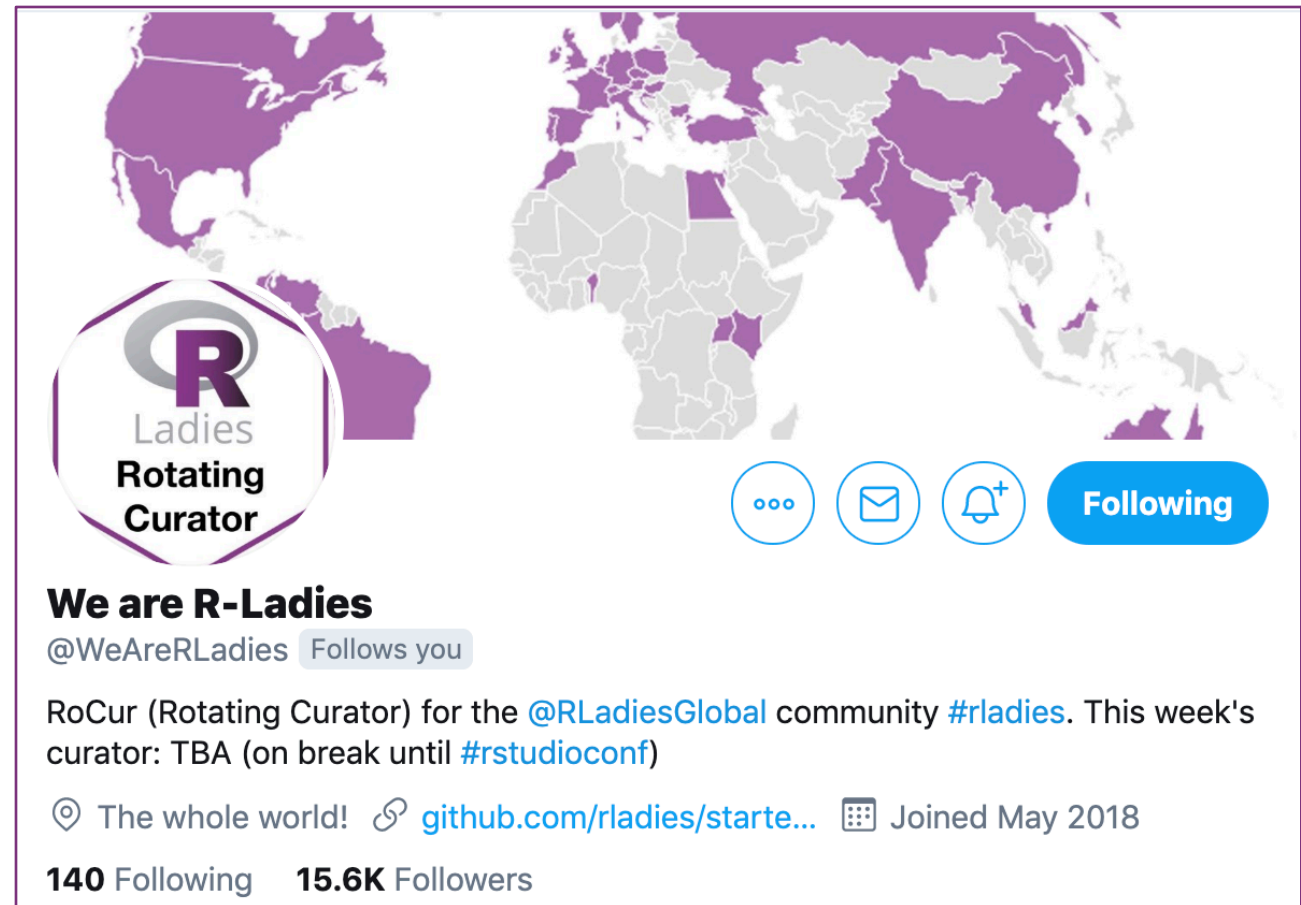 R
Ladies
Rotating
Curator
Following
We are R-Ladies
@WeAreRLadies Follows you
RoCur (Rotating Curator) for the @RLadiesGlobal community #rladies. This week's
curator: TBA (on break until #rstudioconf)
The whole world! github.com/rladies/starte... Joined May 2018
140 Following 15.6K Followers